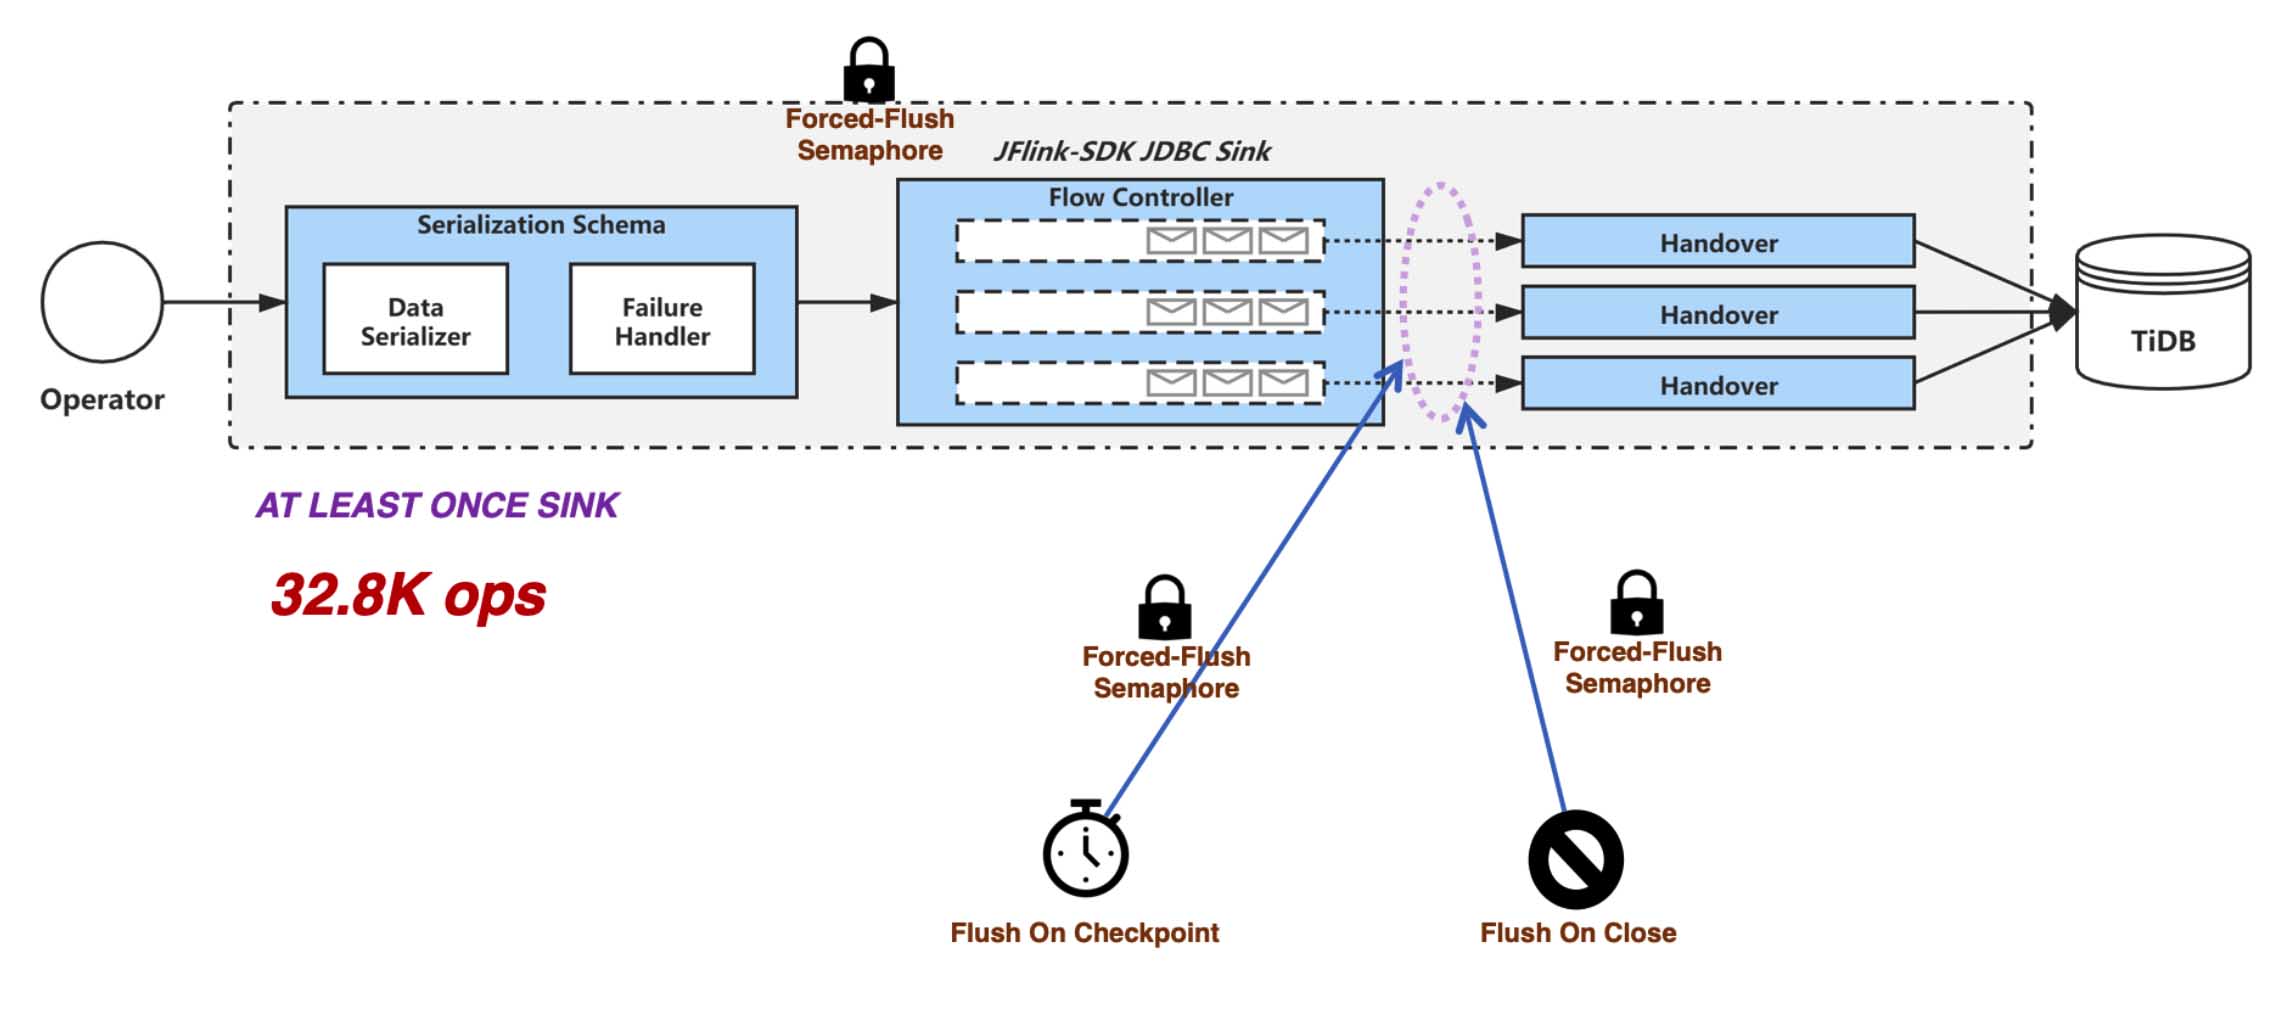 Forced-Flush
Semaphore
JFlink-SDK JDBC Sink
Serialization Schema
Data
Serializer
Failure
Handler
Flow Controller
Handover
Handover
Handover
Operator
TiDB
AT LEAST ONCE SINK
32.8K ops
Forced-Flush
Semaphore
Forced-Flush
Semaphore
Flush On Checkpoint
Flush On Close